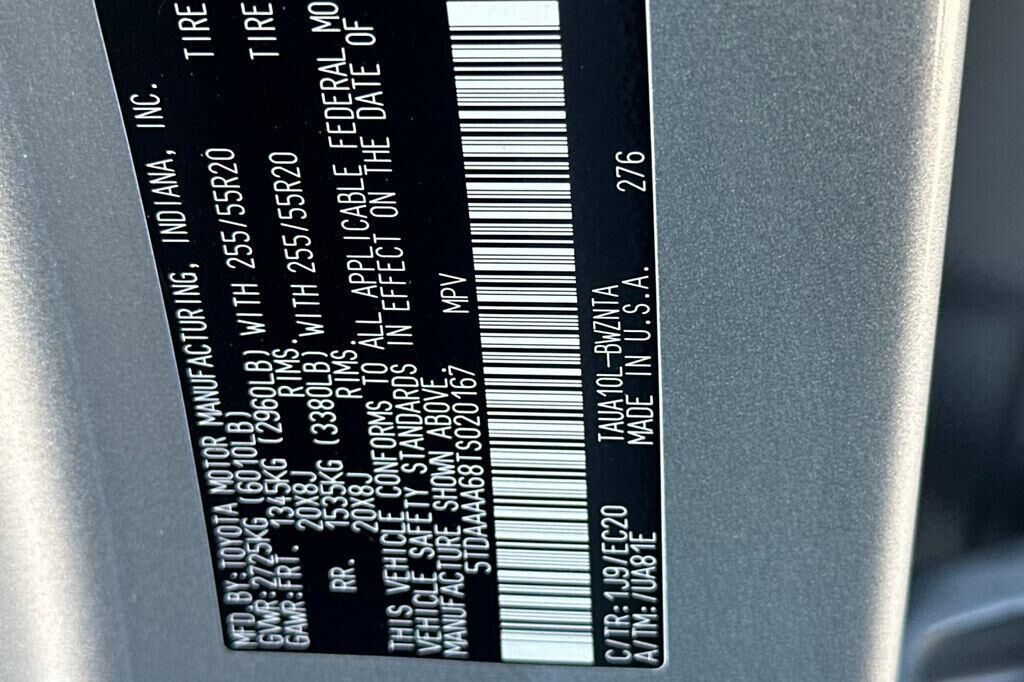 MFD.BY:TOYOTA MOTOR MANUFACTURING, INDIANA, INC.
GVWR:2725KG (6010LB)
GAWR:FRT. 1345KG (2960LB) WITH 255/55R20 TIRE
20X8J RIMS.
RR. 1535KG (3380LB) WITH 255/55R20 TIRE
20X8J RIMS.
THIS VEHICLE CONFORMS TO ALL APPLICABLE FEDERAL MO
VEHICLE SAFETY STANDARDS IN EFFECT ON THE DATE OF
MANUFACTURE SHOWN ABOVE.
5TDAAAA68TS020167 MPV
C/TR:1J9/EC20 TAUA10L-BWZNTA
A/TM:/UA81E MADE IN U.S.A. 276